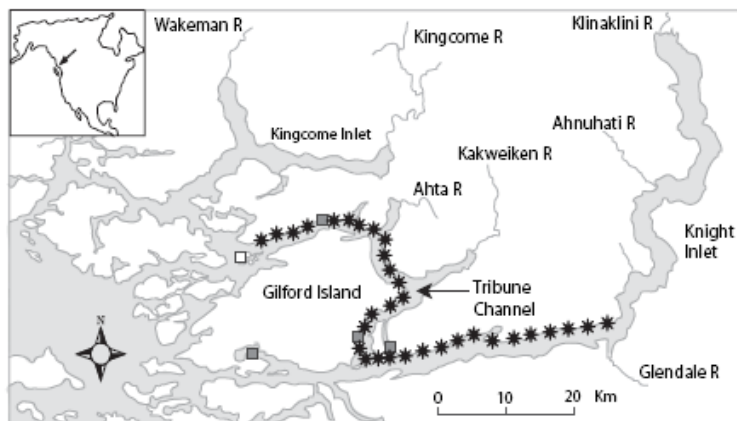 Wakeman R
Kingcome R
Klinaklini R
Kingcome Inlet
Ahnuhati R
Kakweiken R
Ahta R
Knight
Inlet
Gilford Island
Tribune
Channel
N
Glendale R
0 10 20 Km